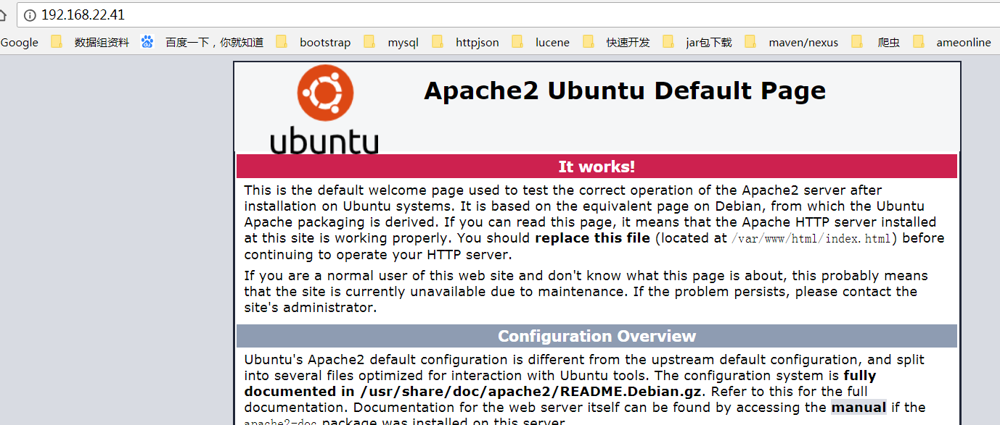 192.168.22.41
Google 数据组资料 百度一下，你就知道 bootstrap mysql httpjson lucene 快速开发 jar包下载 maven/nexus 爬虫 ameonline
Apache2 Ubuntu Default Page
ubuntu
It works!
This is the default welcome page used to test the correct operation of the Apache2 server after
installation on Ubuntu systems. It is based on the equivalent page on Debian, from which the Ubuntu
Apache packaging is derived. If you can read this page, it means that the Apache HTTP server installed
at this site is working properly. You should replace this file (located at /var/www/html/index.html) before
continuing to operate your HTTP server.
If you are a normal user of this web site and don't know what this page is about, this probably means
that the site is currently unavailable due to maintenance. If the problem persists, please contact the
site's administrator.
Configuration Overview
Ubuntu's Apache2 default configuration is different from the upstream default configuration, and split
into several files optimized for interaction with Ubuntu tools. The configuration system is fully
documented in /usr/share/doc/apache2/README.Debian.gz. Refer to this for the full
documentation. Documentation for the web server itself can be found by accessing the manual if the
apache2-doc package was installed on this server.